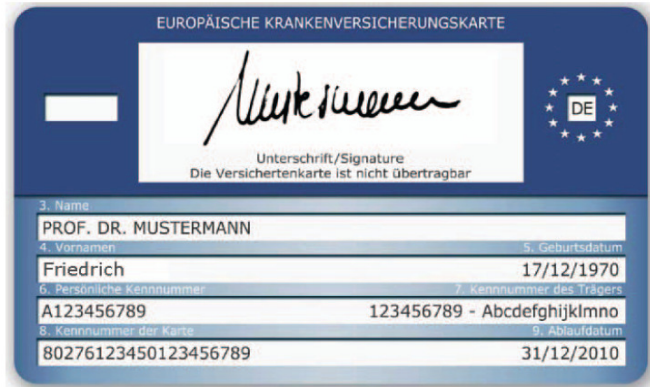 EUROPÄISCHE KRANKENVERSICHERUNGSKARTE
Mustermann
DE
Unterschrift/Signature
Die Versichertenkarte ist nicht übertragbar
3. Name
PROF. DR. MUSTERMANN
4. Vornamen 5. Geburtsdatum
Friedrich 17/12/1970
6. Persönliche Kennnummer 7. Kennnummer des Trägers
A123456789 123456789 - Abcdefghijklmno
8. Kennnummer der Karte 9. Ablaufdatum
80276123450123456789 31/12/2010